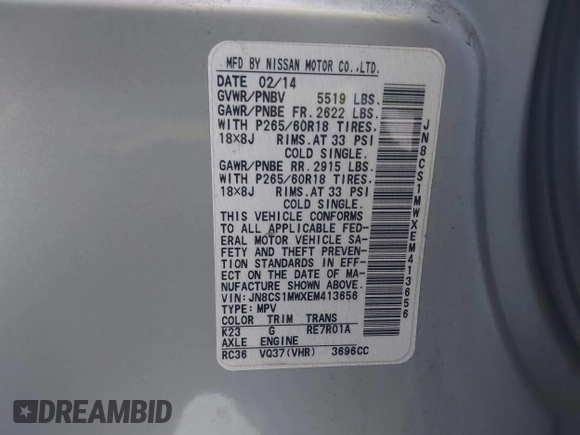 MFD BY NISSAN MOTOR CO.,LTD.
DATE 02/14
GVWR/PNBV 5519 LBS.
GAWR/PNBE FR. 2622 LBS.
WITH P265/60R18 TIRES.
18X8J RIMS. AT 33 PSI
COLD SINGLE.
GAWR/PNBE RR. 2915 LBS.
WITH P265/60R18 TIRES.
18X8J RIMS. AT 33 PSI
COLD SINGLE.
THIS VEHICLE CONFORMS
TO ALL APPLICABLE FED-
ERAL MOTOR VEHICLE SA-
FETY AND THEFT PREVEN-
TION STANDARDS IN EFF-
ECT ON THE DATE OF MA-
NUFACTURE SHOWN ABOVE.
VIN: JN8CS1MWXEM413656
TYPE: MPV
COLOR TRIM TRANS
K23 G RE7R01A
AXLE ENGINE
RC36 VQ37(VHR) 3696CC
JN8CS1MWXEM413656
DREAMBID